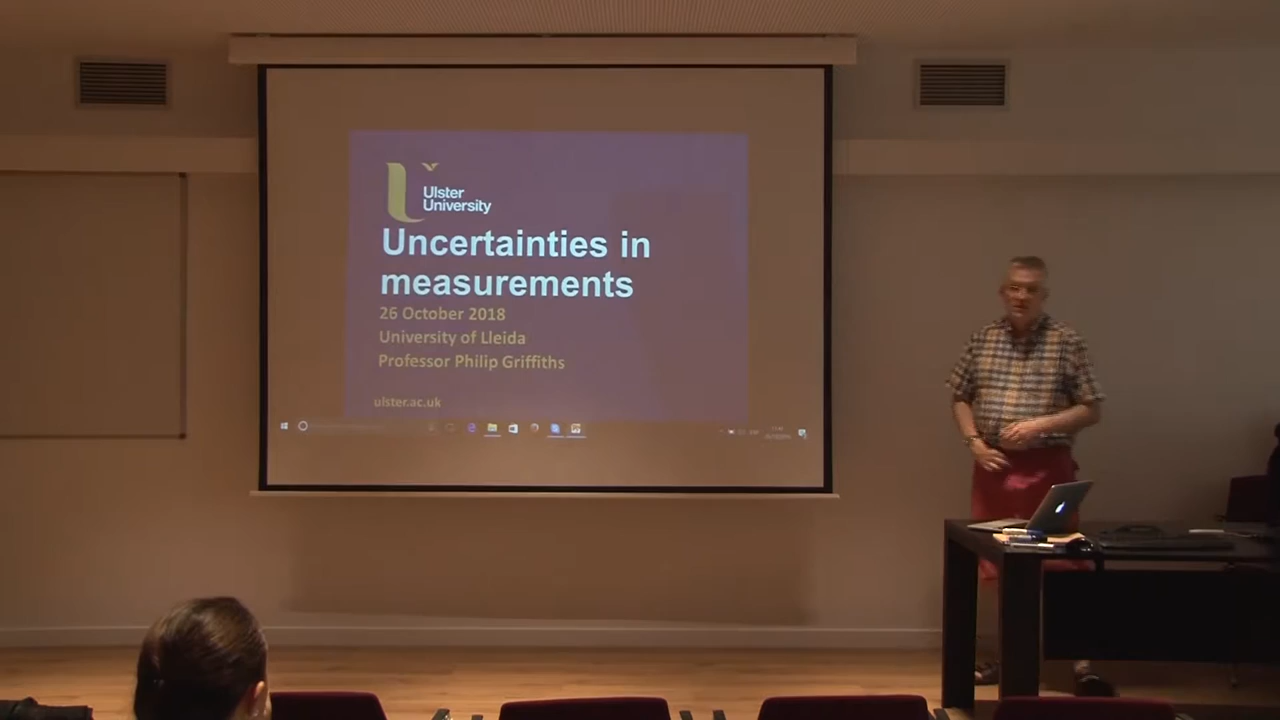 Ulster
University
Uncertainties in
measurements
26 October 2018
University of Lleida
Professor Philip Griffiths
ulster.ac.uk